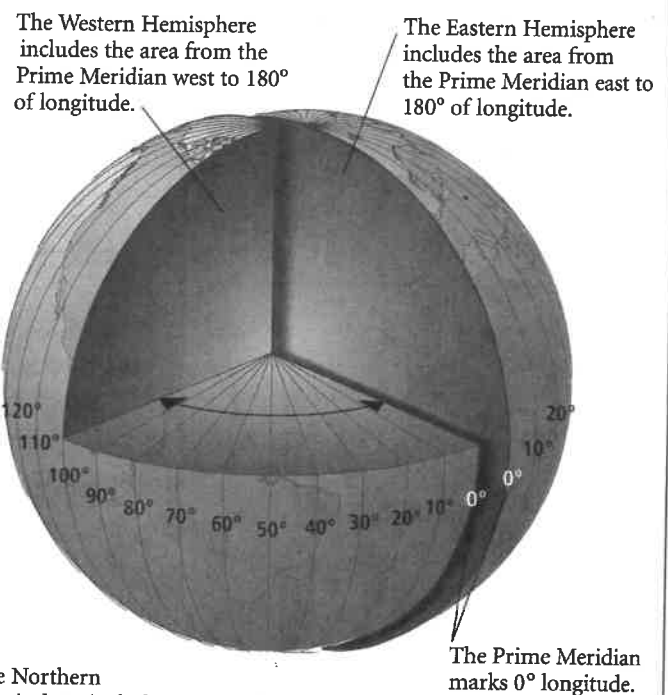 The Western Hemisphere
includes the area from the
Prime Meridian west to 180°
of longitude.
The Eastern Hemisphere
includes the area from
the Prime Meridian east to
180° of longitude.
120°
110°
100°
90°
80°
70°
60°
50°
40°
30°
20°
10°
0°
0°
10°
20°
The Prime Meridian
marks 0° longitude.
Northern